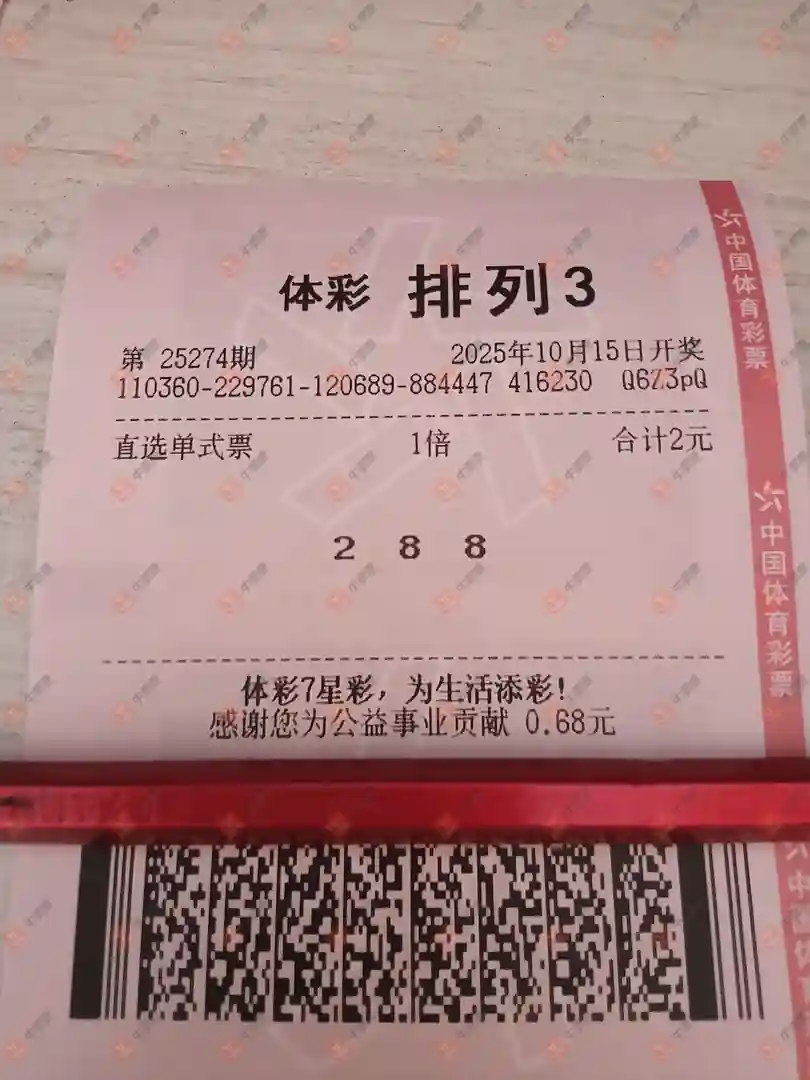 体彩 排列3
第 25274期 2025年10月15日开奖
110360-229761-120689-884447 416230 Q6Z3pQ
直选单式票 1倍 合计2元
2 8 8
体彩7星彩，为生活添彩！
感谢您为公益事业贡献 0.68元
中国体育彩票
中国体育彩票
中国体